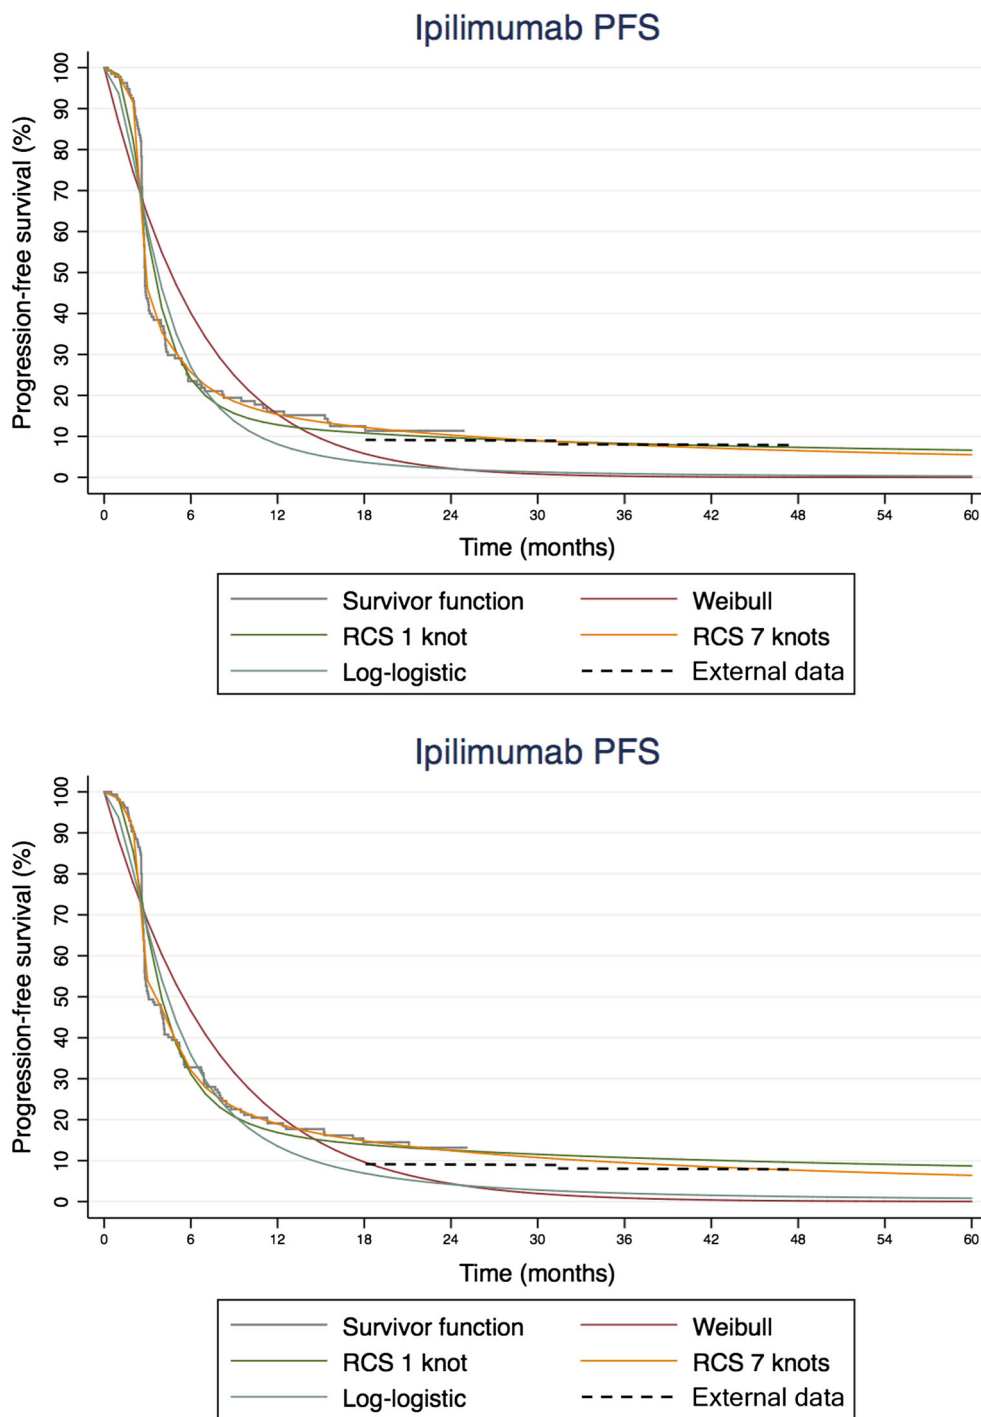 Ipilimumab PFS
Progression-free survival (%)
100
90
80
70
60
50
40
30
20
10
0
0 6 12 18 24 30 36 42 48 54 60
Time (months)
Survivor function Weibull
RCS 1 knot RCS 7 knots
Log-logistic External data
Ipilimumab PFS
Progression-free survival (%)
100
90
80
70
60
50
40
30
20
10
0
0 6 12 18 24 30 36 42 48 54 60
Time (months)
Survivor function Weibull
RCS 1 knot RCS 7 knots
Log-logistic External data